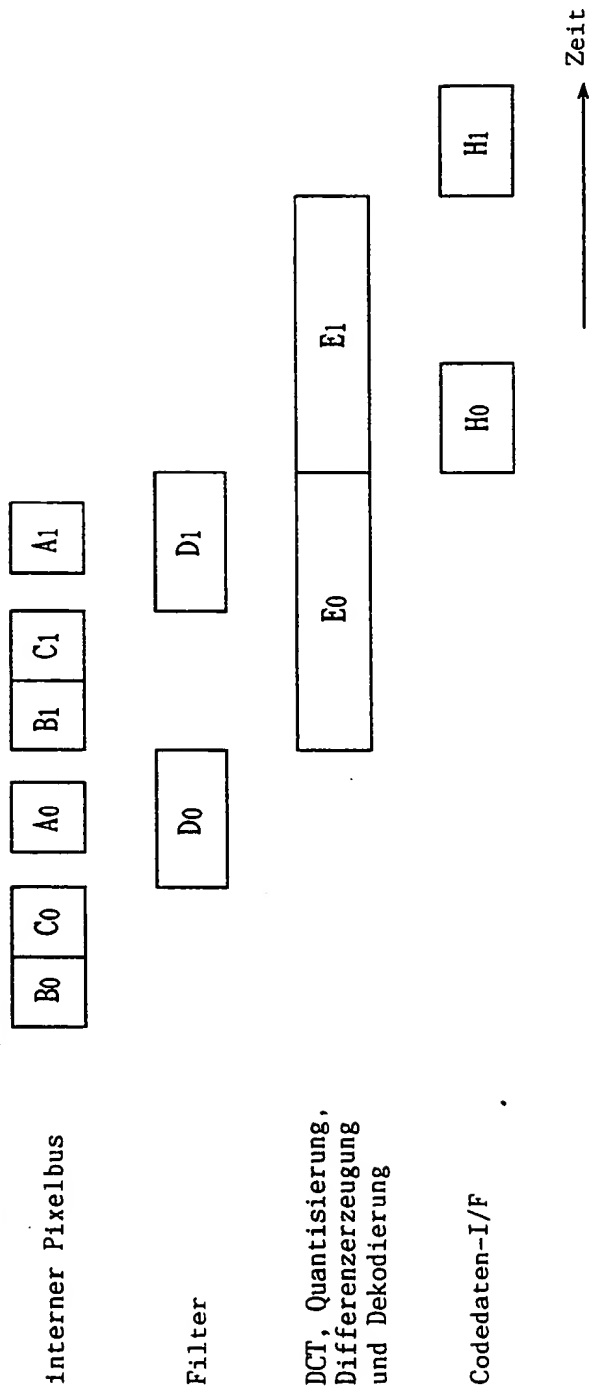 interner Pixelbus
B0 C0 A0 B1 C1 A1
Filter
D0 D1
DCT, Quantisierung,
Differenzerzeugung
und Dekodierung
E0 E1
Codedaten-I/F
H0 H1
Zeit